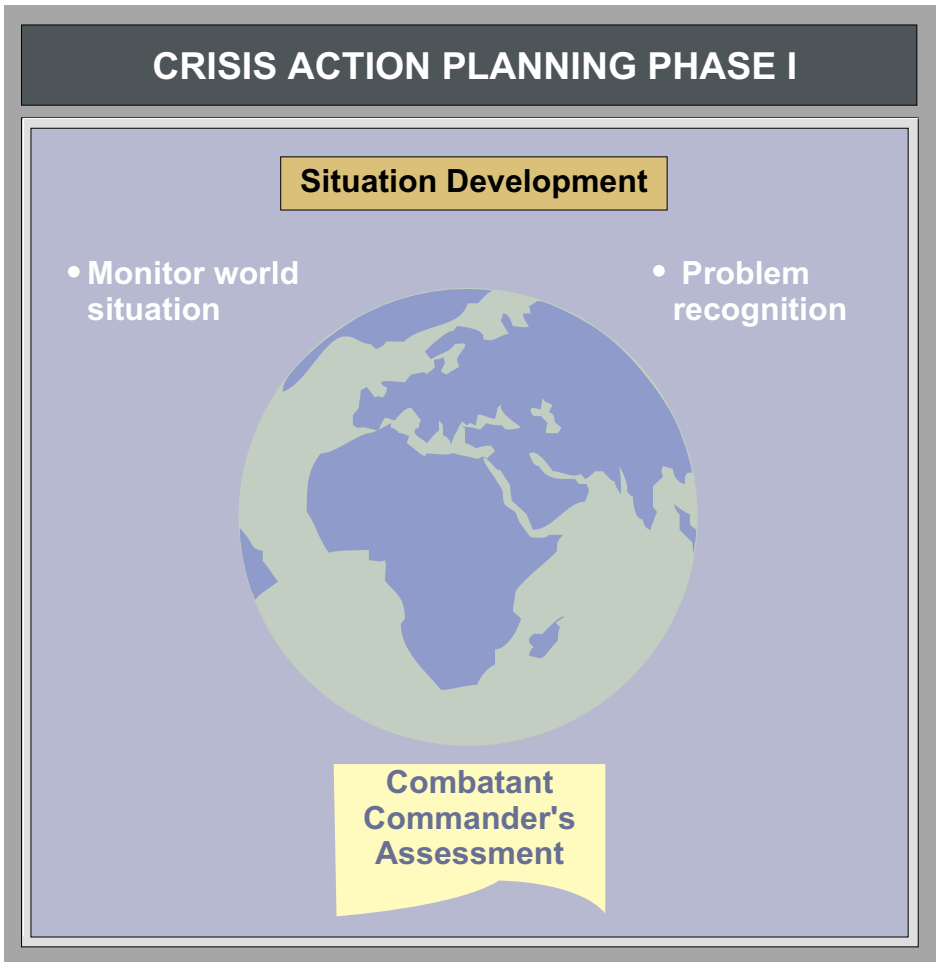 CRISIS ACTION PLANNING PHASE I
Situation Development
• Monitor world
situation
• Problem
recognition
Combatant
Commander's
Assessment